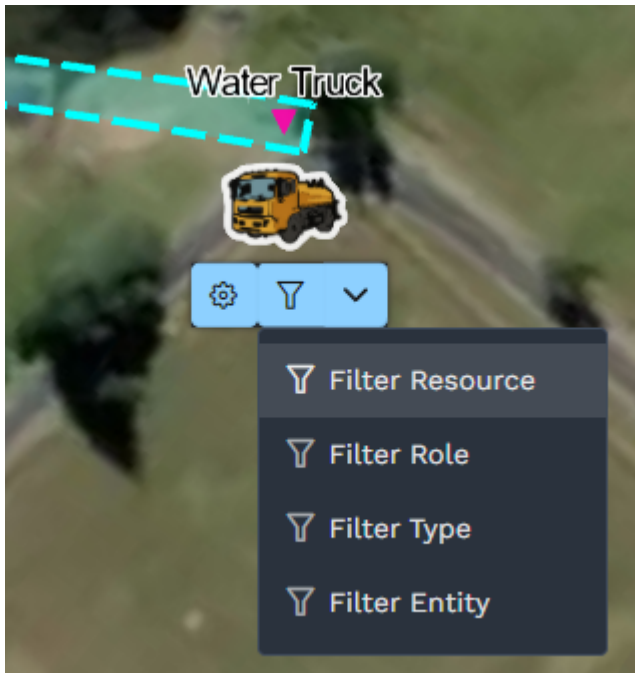 Water Truck
Filter Resource
Filter Role
Filter Type
Filter Entity